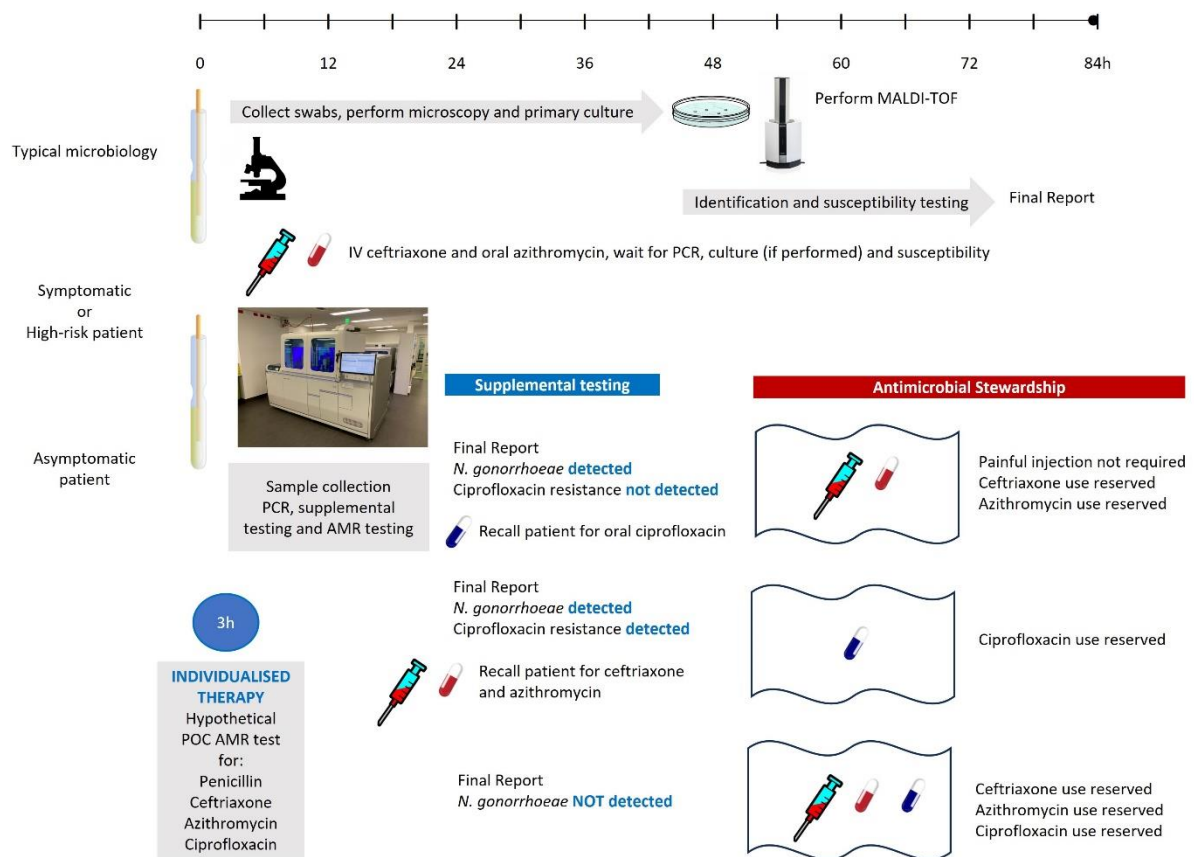 0 12 24 36 48 60 72 84h
Collect swabs, perform microscopy and primary culture
Perform MALDI-TOF
Typical microbiology
Identification and susceptibility testing
Final Report
IV ceftriaxone and oral azithromycin, wait for PCR, culture (if performed) and susceptibility
Symptomatic
or
High-risk patient
Asymptomatic
patient
Sample collection
PCR, supplemental
testing and AMR testing
Supplemental testing
Antimicrobial Stewardship
Final Report
N. gonorrhoeae detected
Ciprofloxacin resistance not detected
Recall patient for oral ciprofloxacin
Painful injection not required
Ceftriaxone use reserved
Azithromycin use reserved
Final Report
N. gonorrhoeae detected
Ciprofloxacin resistance detected
Recall patient for ceftriaxone
and azithromycin
Ciprofloxacin use reserved
3h
INDIVIDUALISED
THERAPY
Hypothetical
POC AMR test
for:
Penicillin
Ceftriaxone
Azithromycin
Ciprofloxacin
Final Report
N. gonorrhoeae NOT detected
Ceftriaxone use reserved
Azithromycin use reserved
Ciprofloxacin use reserved